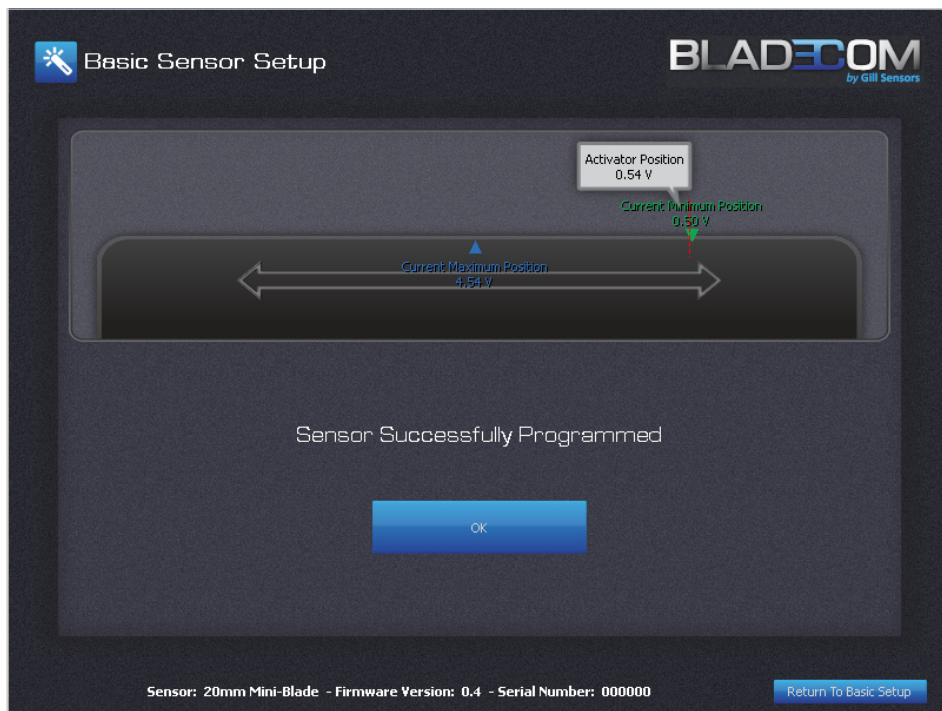 Basic Sensor Setup
BLADECOM
by Gill Sensors
Activator Position
0.54 V
Current Minimum Position
0.50 V
Current Maximum Position
4.54 V
Sensor Successfully Programmed
OK
Sensor: 20mm Mini-Blade - Firmware Version: 0.4 - Serial Number: 000000
Return To Basic Setup